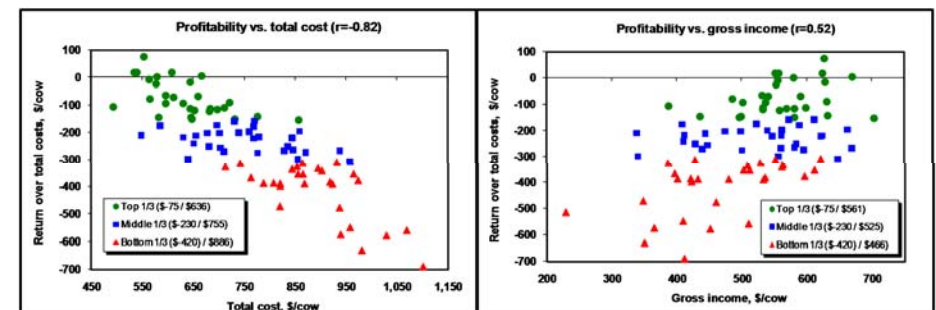 Profitability vs. total cost (r=-0.82)
Return over total costs, $/cow
100
0
-100
-200
-300
-400
-500
-600
-700
Top 1/3 ($-75 / $636)
Middle 1/3 ($-230 / $755)
Bottom 1/3 ($-420) / $886)
450 550 650 750 850 950 1,050 1,150
Total cost, $/cow
Profitability vs. gross income (r=0.52)
Return over total costs, $/cow
100
0
-100
-200
-300
-400
-500
-600
-700
Top 1/3 ($-75 / $561)
Middle 1/3 ($-230 / $525)
Bottom 1/3 ($-420) / $466)
200 300 400 500 600 700
Gross income, $/cow